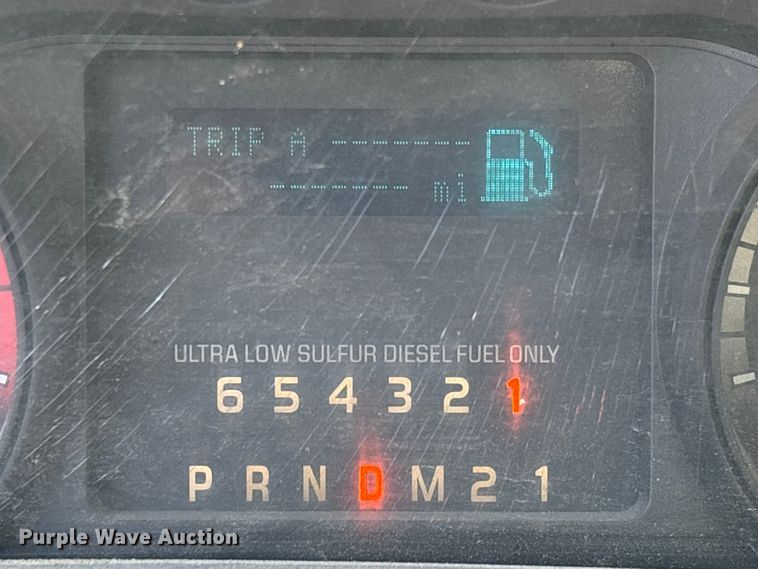 TRIP A -------
------- mi
ULTRA LOW SULFUR DIESEL FUEL ONLY
6 5 4 3 2 1
P R N D M 2 1
Purple Wave Auction